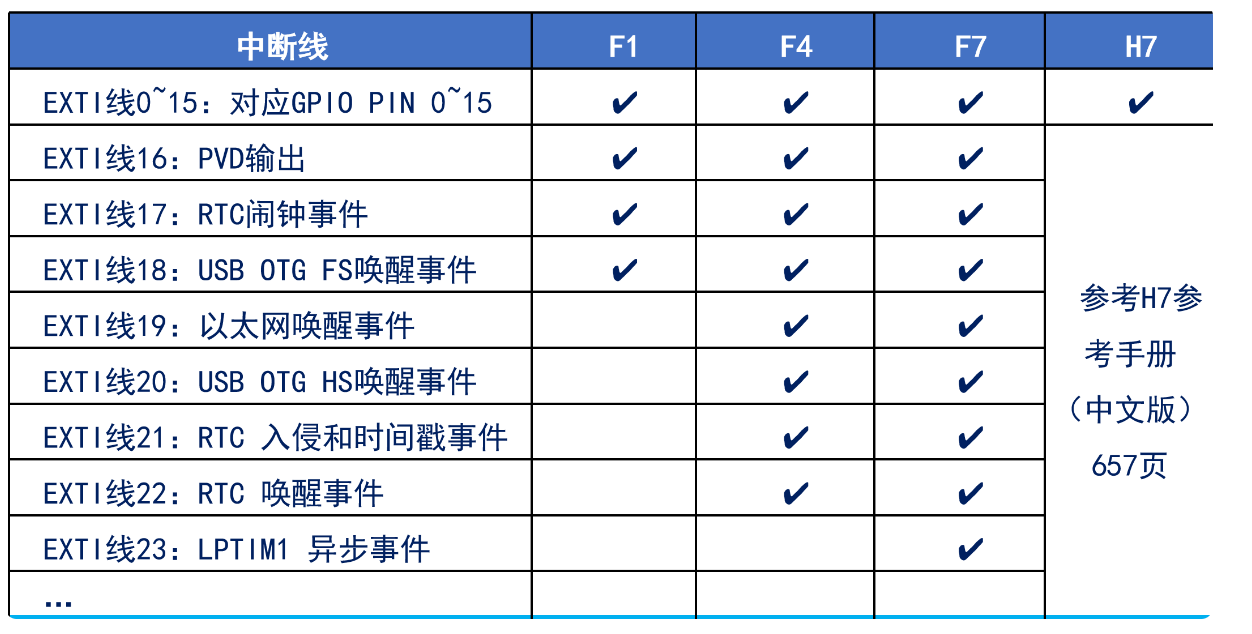 中断线 F1 F4 F7 H7
EXTI线0~15：对应GPIO PIN 0~15 ✔ ✔ ✔ ✔
EXTI线16：PVD输出 ✔ ✔ ✔
EXTI线17：RTC闹钟事件 ✔ ✔ ✔
EXTI线18：USB OTG FS唤醒事件 ✔ ✔ ✔
EXTI线19：以太网唤醒事件 ✔ ✔
EXTI线20：USB OTG HS唤醒事件 ✔ ✔
EXTI线21：RTC 入侵和时间戳事件 ✔ ✔
EXTI线22：RTC 唤醒事件 ✔ ✔
EXTI线23：LPTIM1 异步事件 ✔
...
参考H7参
考手册
（中文版）
657页